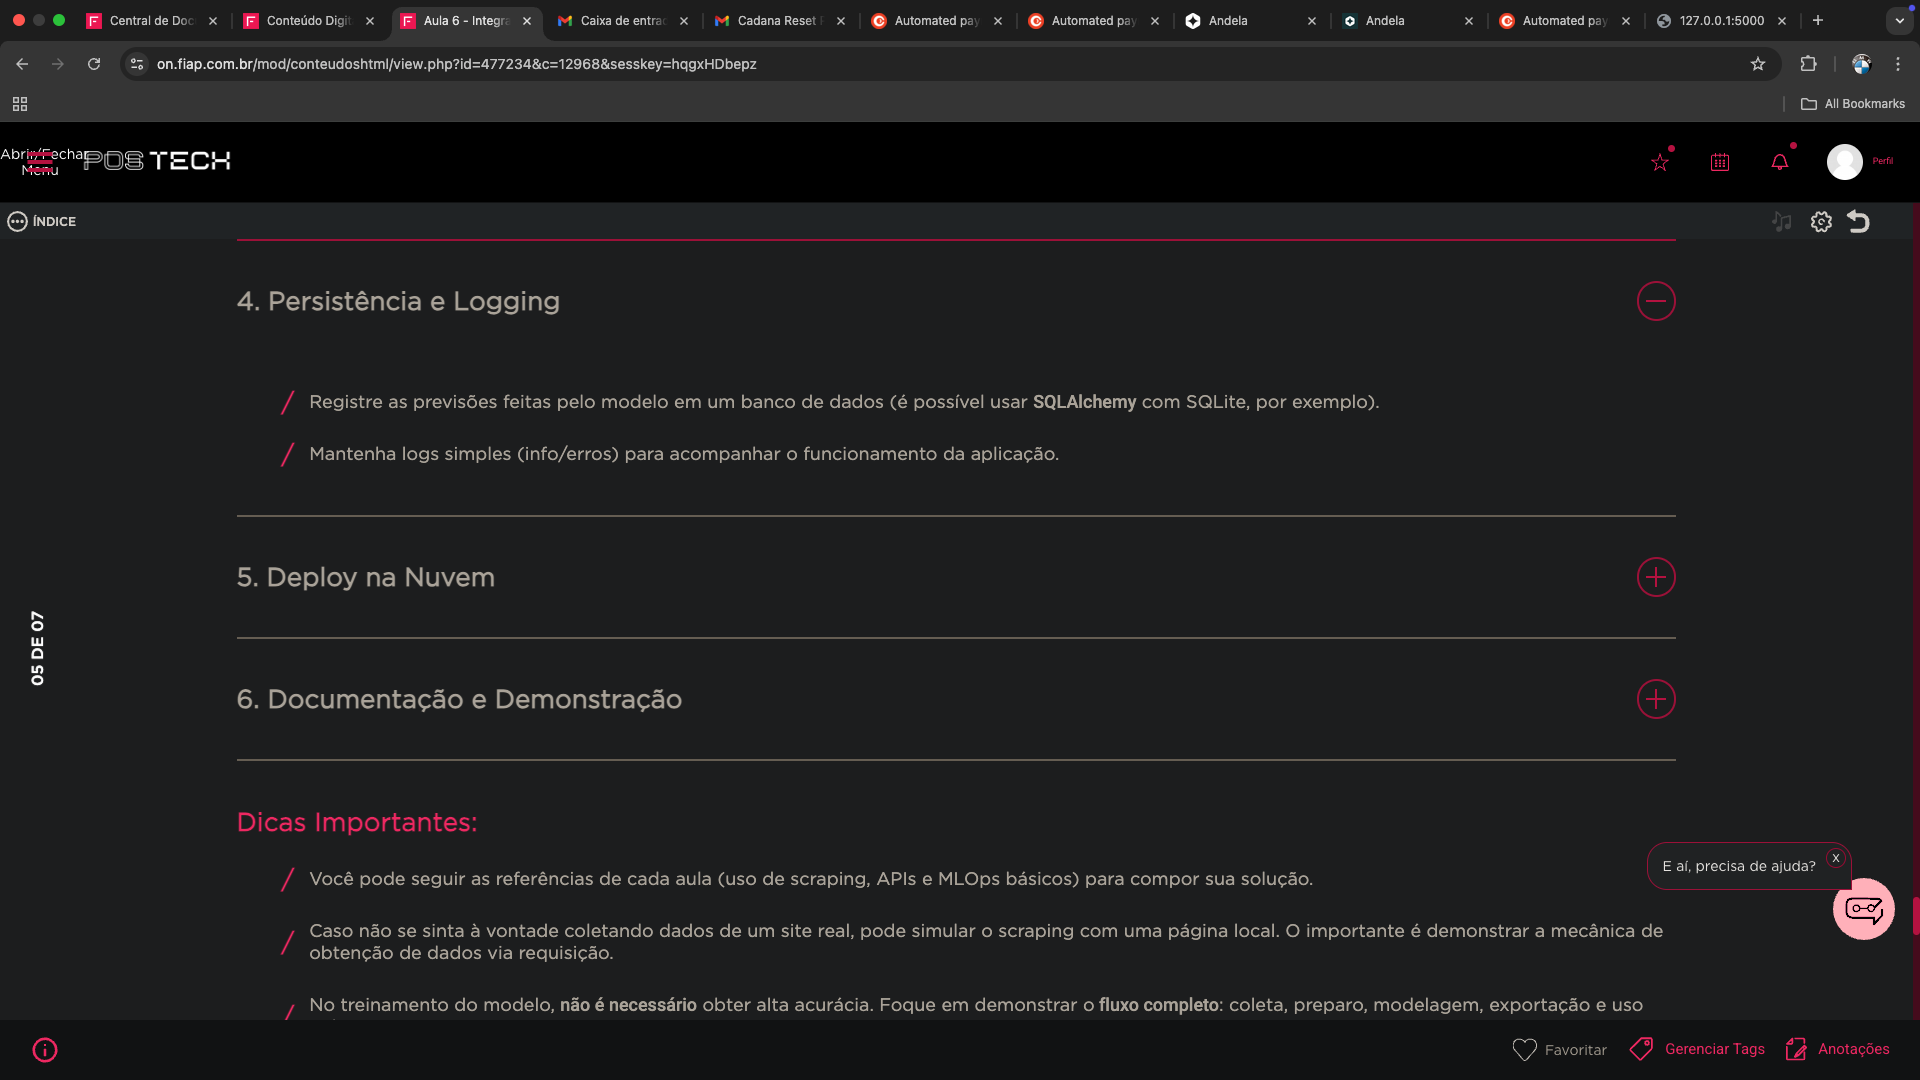 Central de Doc
Conteúdo Digit
Aula 6 - Integra
Caixa de entrad
Cadana Reset P
Automated pay
Automated pay
Andela
Andela
Automated pay
127.0.0.1:5000
on.fiap.com.br/mod/conteudoshtml/view.php?id=477234&c=12968&sesskey=hqgxHDbepz
All Bookmarks
Abrir/Fechar
Menu
POS TECH
Perfil
ÍNDICE
4. Persistência e Logging
Registre as previsões feitas pelo modelo em um banco de dados (é possível usar SQLAlchemy com SQLite, por exemplo).
Mantenha logs simples (info/erros) para acompanhar o funcionamento da aplicação.
5. Deploy na Nuvem
05 DE 07
6. Documentação e Demonstração
Dicas Importantes:
Você pode seguir as referências de cada aula (uso de scraping, APIs e MLOps básicos) para compor sua solução.
E aí, precisa de ajuda?
X
Caso não se sinta à vontade coletando dados de um site real, pode simular o scraping com uma página local. O importante é demonstrar a mecânica de
obtenção de dados via requisição.
No treinamento do modelo, não é necessário obter alta acurácia. Foque em demonstrar o fluxo completo: coleta, preparo, modelagem, exportação e uso
Favoritar
Gerenciar Tags
Anotações